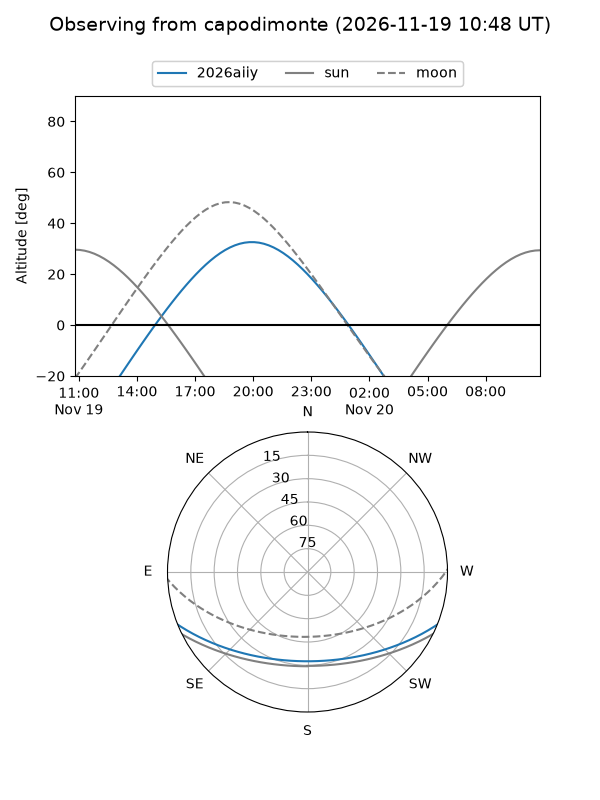 Observing from capodimonte (2026-11-19 10:48 UT)
2026aiiy sun moon
Altitude [deg]
80
60
40
20
0
−20
11:00 14:00 17:00 20:00 23:00 02:00 05:00 08:00
Nov 19 Nov 20
N
NE NW
15
30
45
60
75
E W
SE SW
S